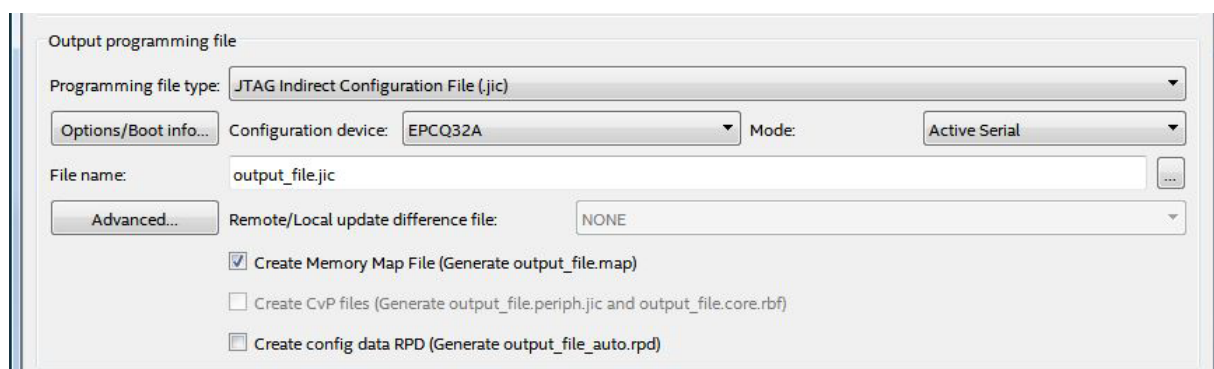 Output programming file
Programming file type: JTAG Indirect Configuration File (.jic)
Options/Boot info... Configuration device: EPCQ32A Mode: Active Serial
File name: output_file.jic ...
Advanced... Remote/Local update difference file: NONE
Create Memory Map File (Generate output_file.map)
Create CvP files (Generate output_file.periph.jic and output_file.core.rbf)
Create config data RPD (Generate output_file_auto.rpd)